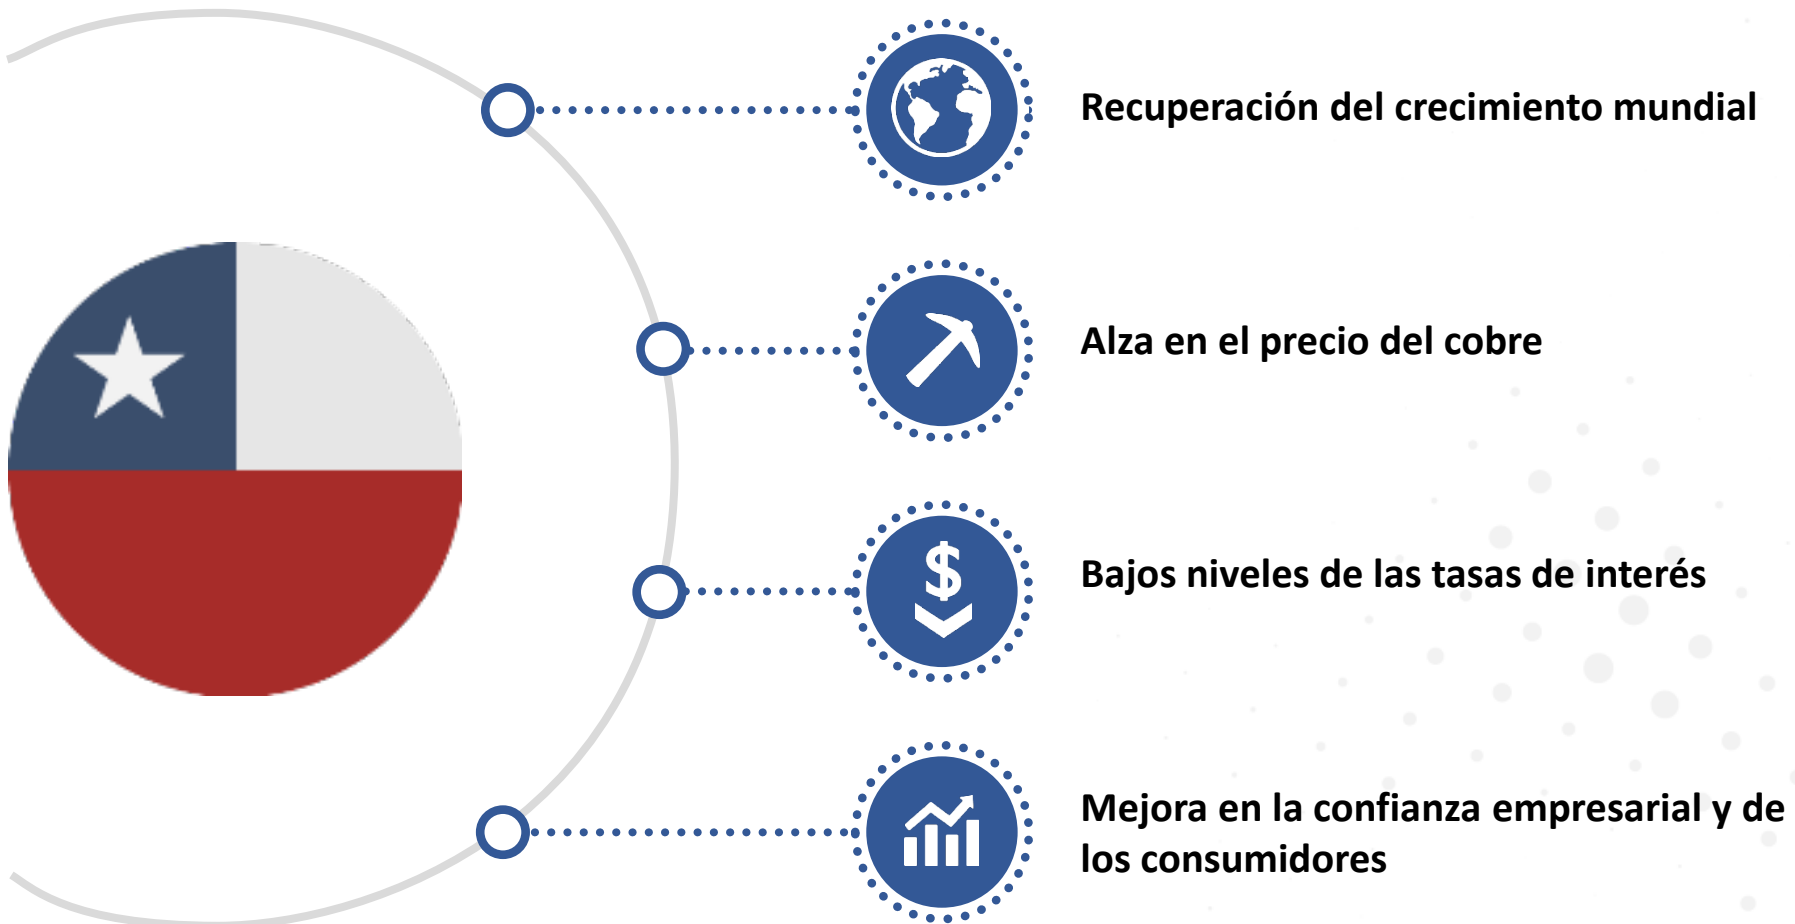 Recuperación del crecimiento mundial
Alza en el precio del cobre
$
Bajos niveles de las tasas de interés
Mejora en la confianza empresarial y de
los consumidores